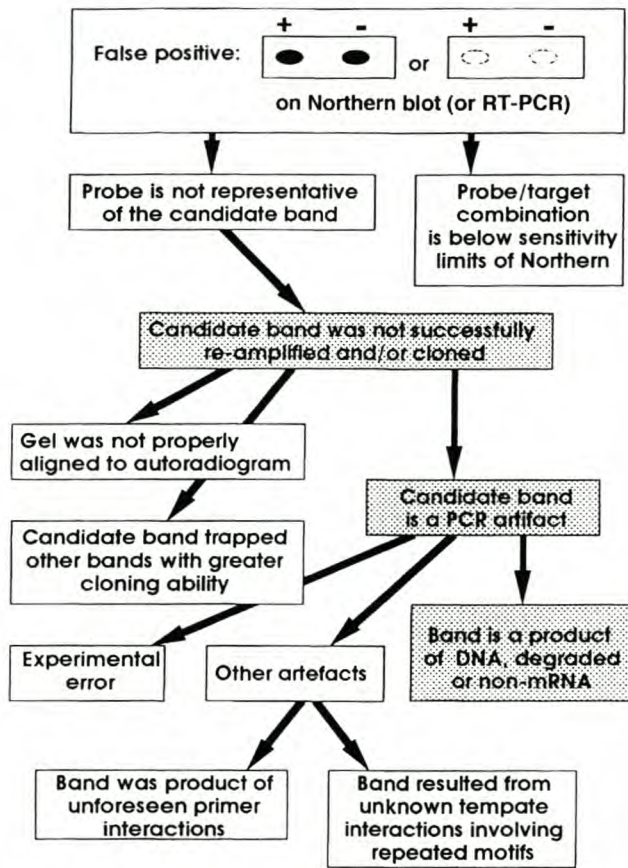 + - + -
False positive: or
on Northern blot (or RT-PCR)
Probe is not representative
of the candidate band
Probe/target
combination
is below sensitivity
limits of Northern
Candidate band was not successfully
re-amplified and/or cloned
Gel was not properly
aligned to autoradiogram
Candidate band
is a PCR artifact
Candidate band trapped
other bands with greater
cloning ability
Experimental
error
Other artefacts
Band is a product
of DNA, degraded
or non-mRNA
Band was product of
unforeseen primer
interactions
Band resulted from
unknown tempate
interactions involving
repeated motifs